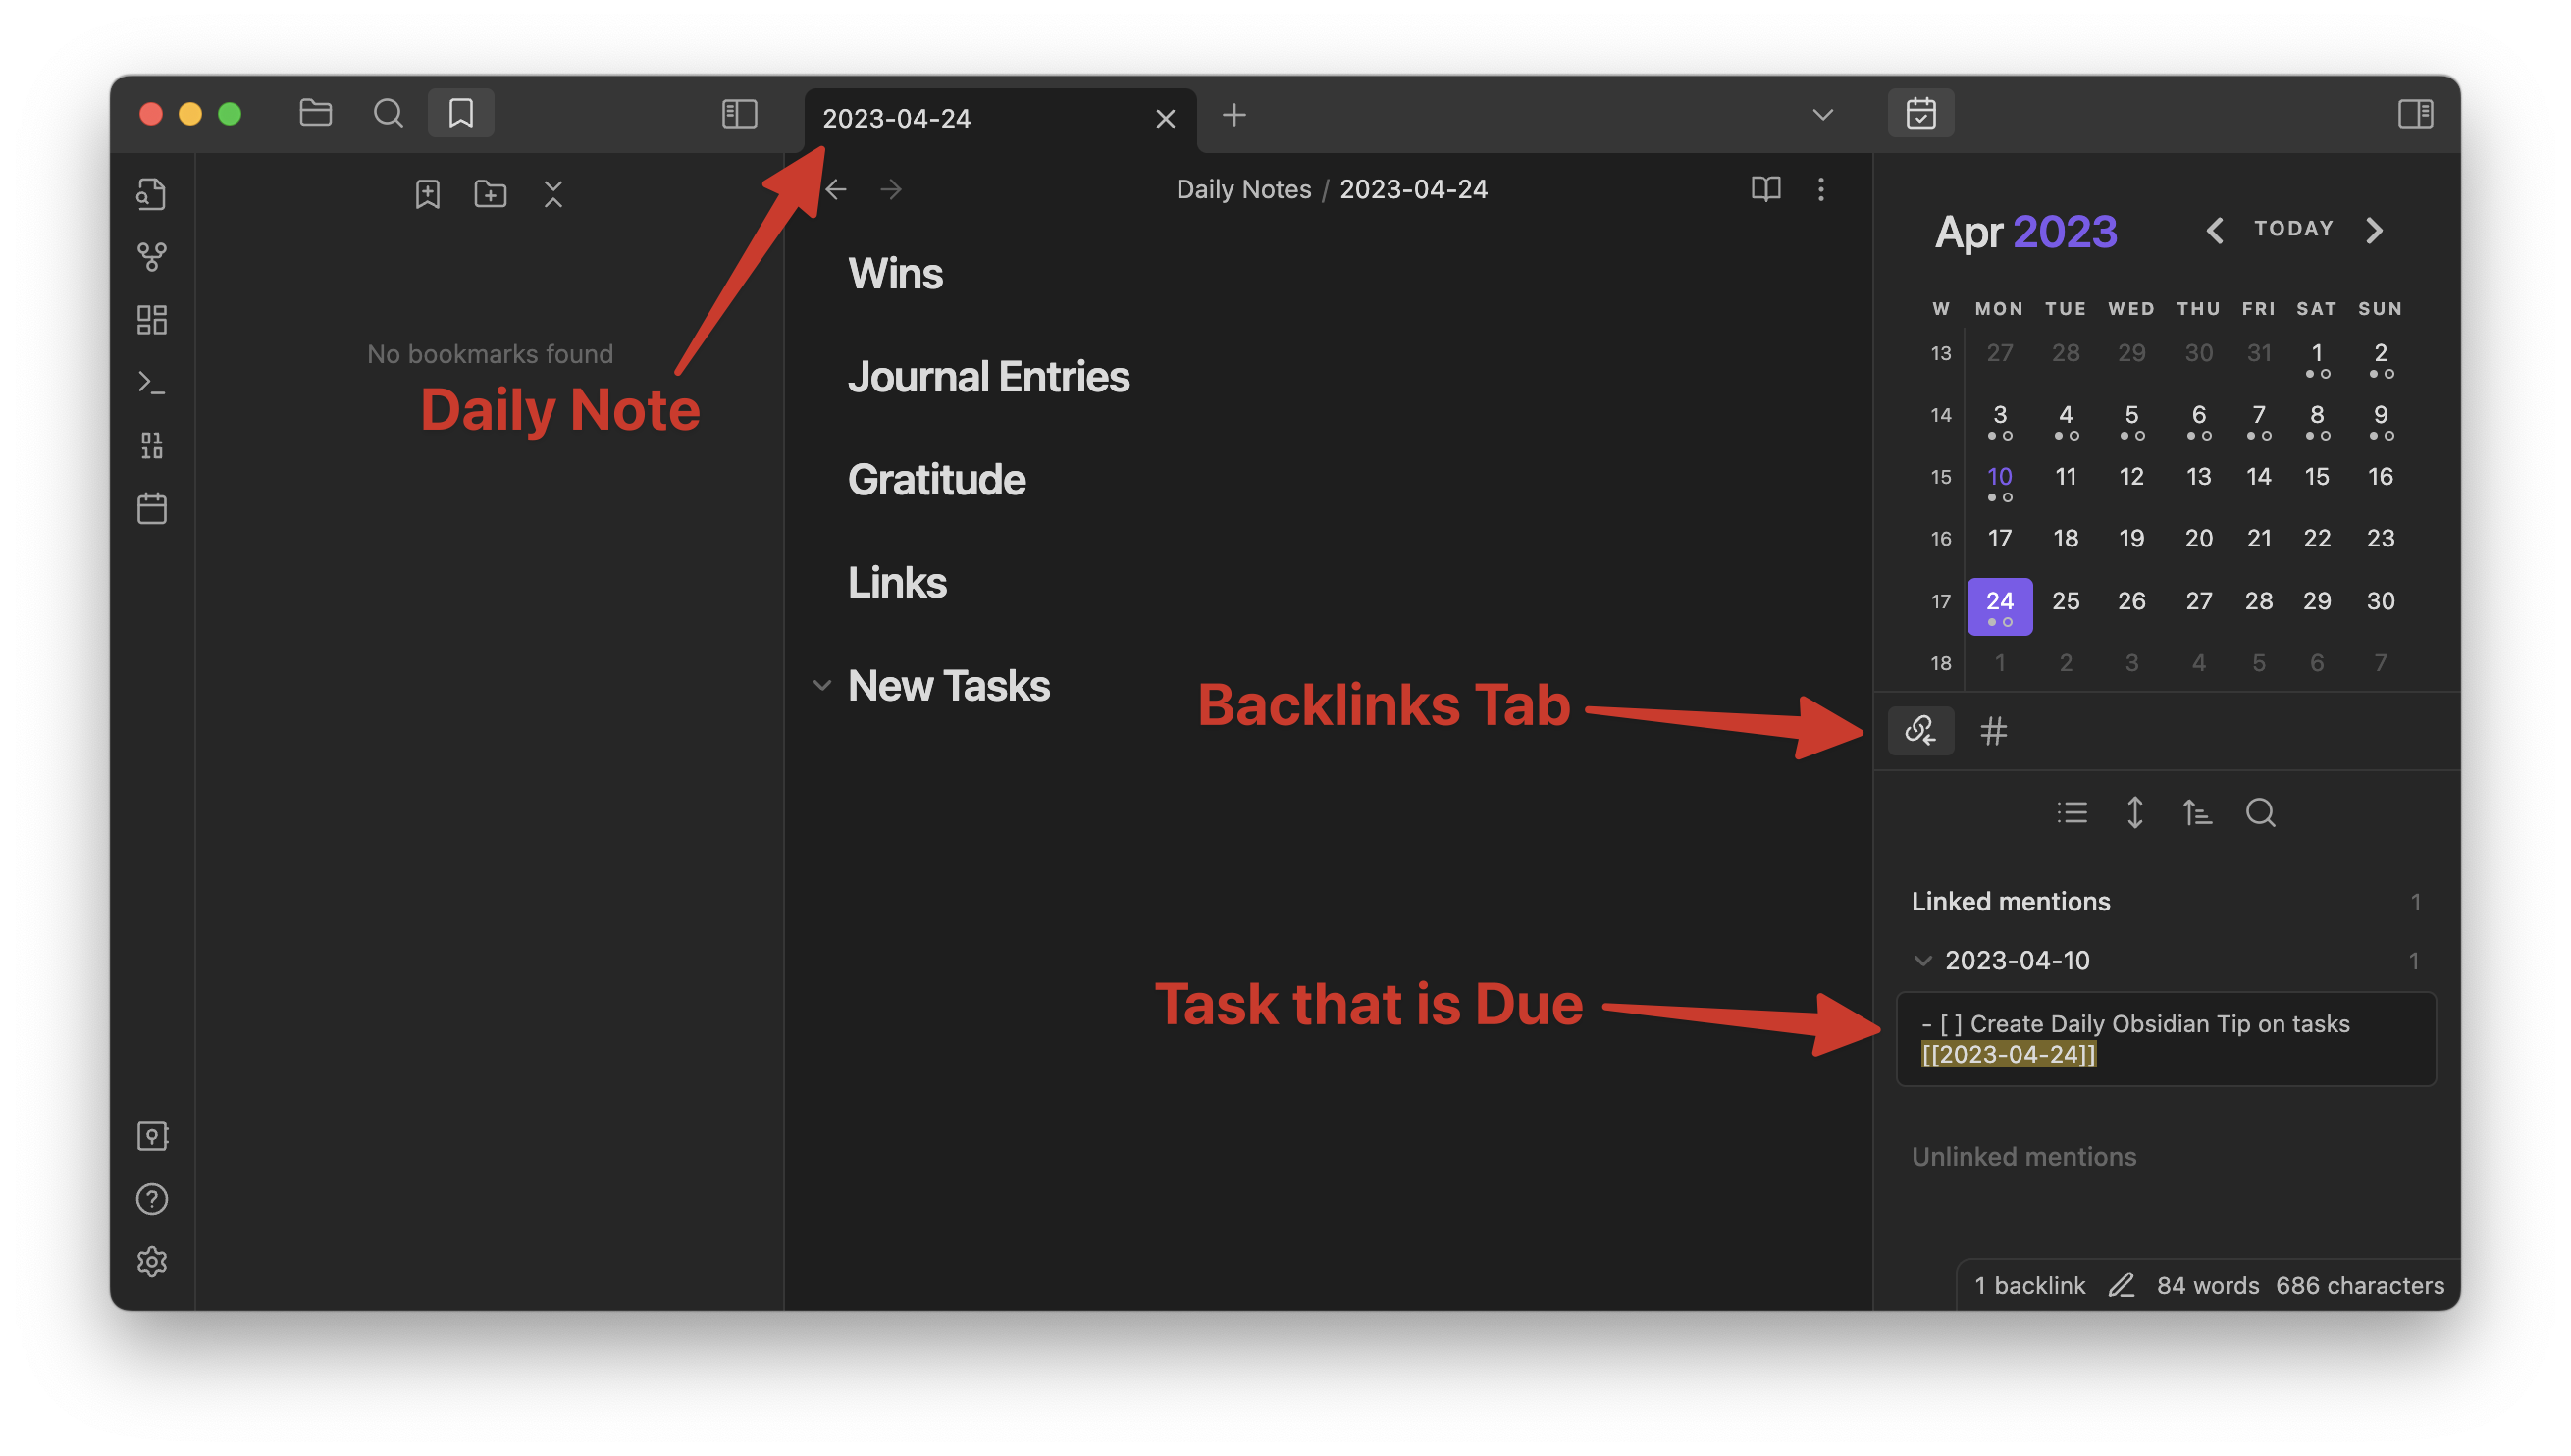 2023-04-24
Daily Notes / 2023-04-24
No bookmarks found
Daily Note
Wins
Journal Entries
Gratitude
Links
New Tasks
Backlinks Tab
Task that is Due
Apr 2023
TODAY
W MON TUE WED THU FRI SAT SUN
13 27 28 29 30 31 1 2
14 3 4 5 6 7 8 9
15 10 11 12 13 14 15 16
16 17 18 19 20 21 22 23
17 24 25 26 27 28 29 30
18 1 2 3 4 5 6 7
Linked mentions 1
2023-04-10 1
- [ ] Create Daily Obsidian Tip on tasks
[[2023-04-24]]
Unlinked mentions
1 backlink 84 words 686 characters